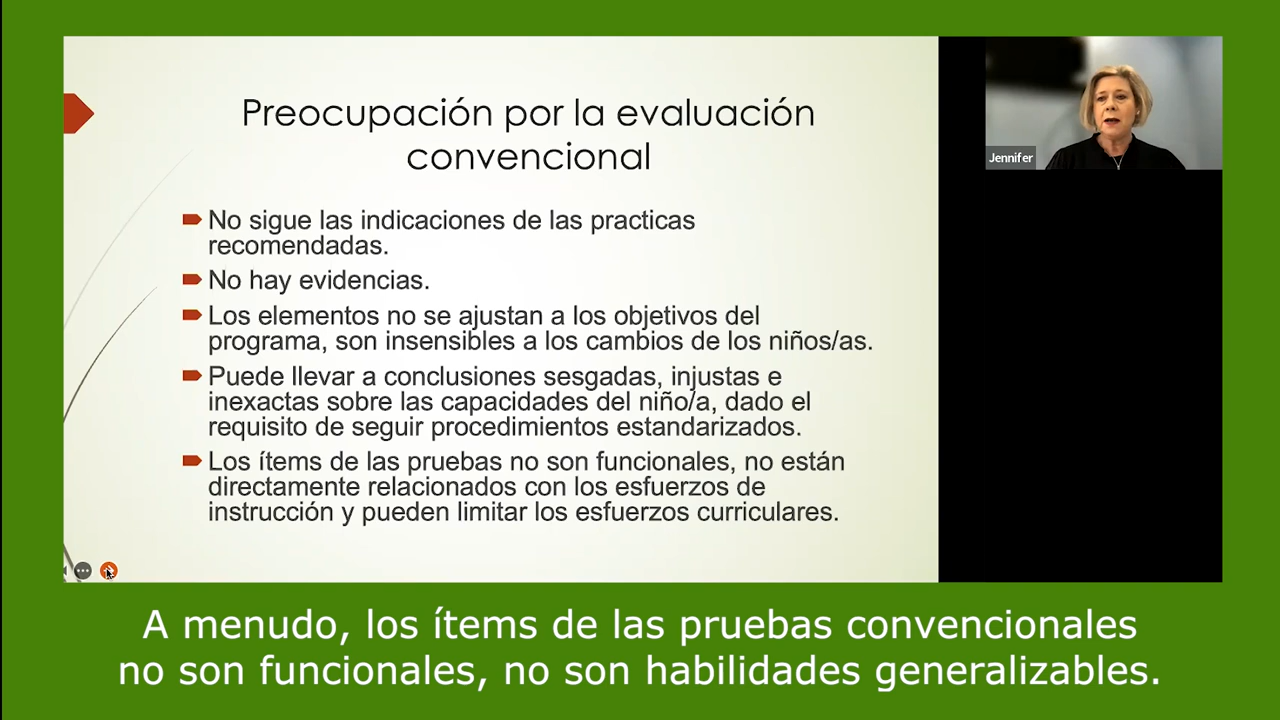 Preocupación por la evaluación
convencional
No sigue las indicaciones de las practicas
recomendadas.
No hay evidencias.
Los elementos no se ajustan a los objetivos del
programa, son insensibles a los cambios de los niños/as.
Puede llevar a conclusiones sesgadas, injustas e
inexactas sobre las capacidades del niño/a, dado el
requisito de seguir procedimientos estandarizados.
Los ítems de las pruebas no son funcionales, no están
directamente relacionados con los esfuerzos de
instrucción y pueden limitar los esfuerzos curriculares.
Jennifer
A menudo, los ítems de las pruebas convencionales
no son funcionales, no son habilidades generalizables.